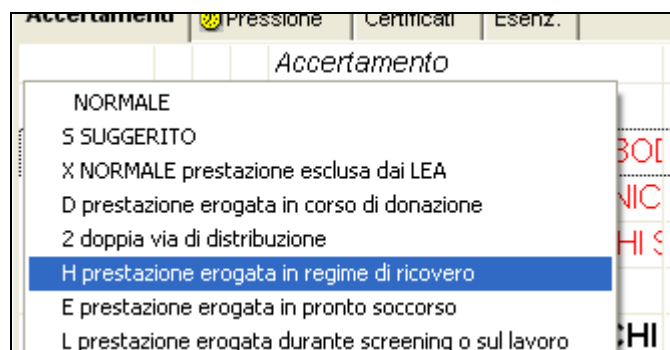 Accertamenti Pressione Certificati Esenz.
Accertamento
NORMALE
S SUGGERITO
X NORMALE prestazione esclusa dai LEA
D prestazione erogata in corso di donazione
2 doppia via di distribuzione
H prestazione erogata in regime di ricovero
E prestazione erogata in pronto soccorso
L prestazione erogata durante screening o sul lavoro